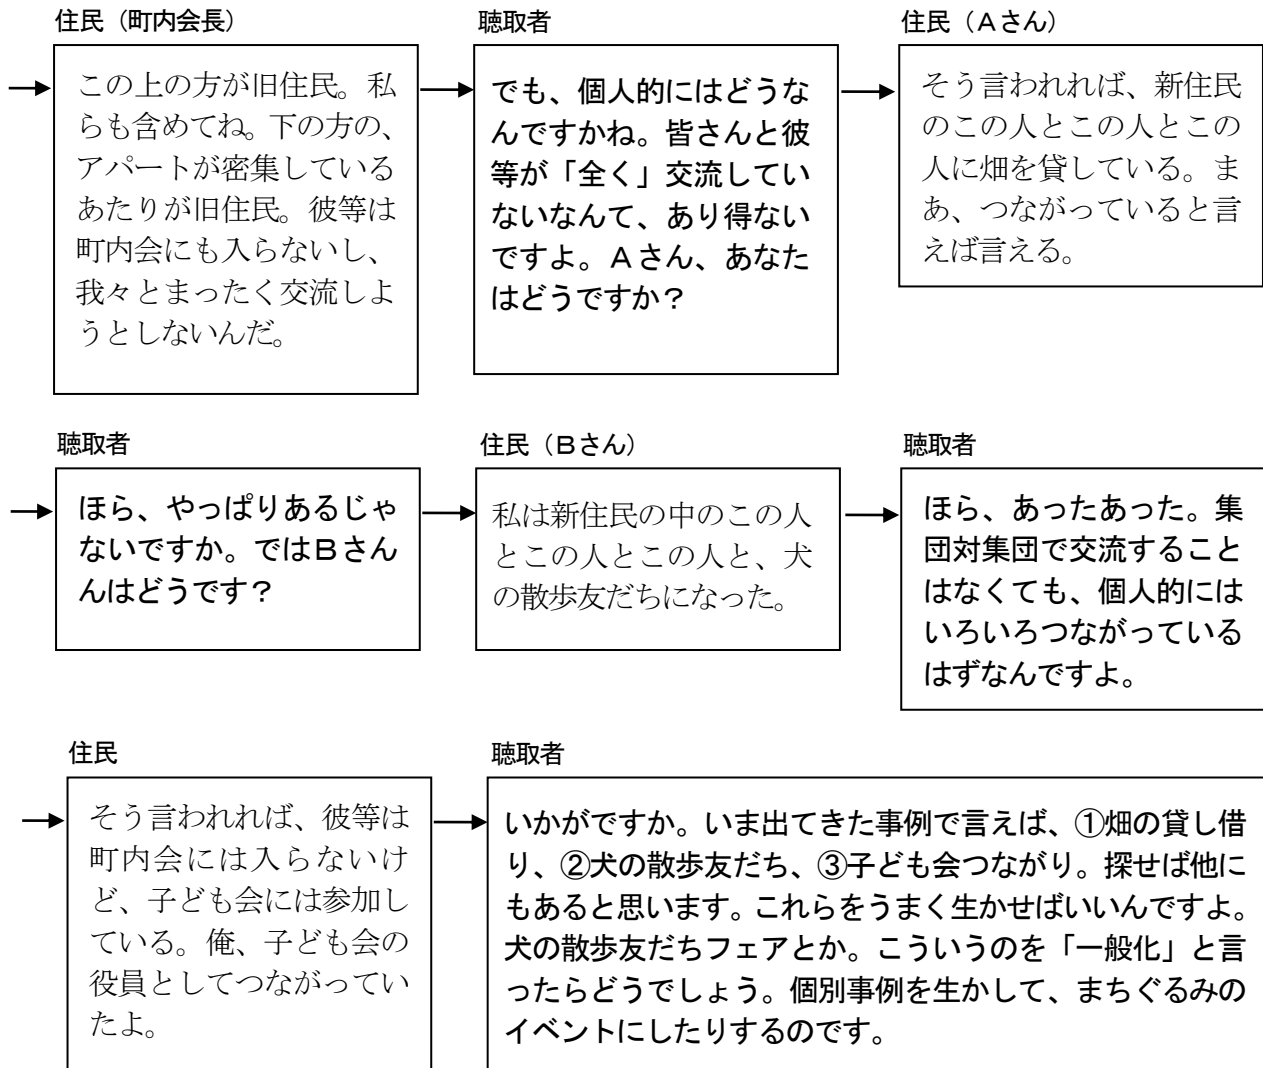 住民（町内会長）
この上の方が旧住民。私
らも含めてね。下の方の、
アパートが密集している
あたりが旧住民。彼等は
町内会にも入らないし、
我々とまったく交流しよ
うとしないんだ。
聴取者
でも、個人的にはどうな
んですかね。皆さんと彼
等が「全く」交流してい
ないなんて、あり得ない
ですよ。Ａさん、あなた
はどうですか？
住民（Ａさん）
そう言われれば、新住民
のこの人とこの人とこの
人に畑を貸している。ま
あ、つながっていると言
えば言える。
聴取者
ほら、やっぱりあるじゃ
ないですか。ではＢさん
んはどうです？
住民（Ｂさん）
私は新住民の中のこの人
とこの人とこの人と、犬
の散歩友だちになった。
聴取者
ほら、あったあった。集
団対集団で交流すること
はなくても、個人的には
いろいろつながっている
はずなんですよ。
住民
そう言われれば、彼等は
町内会には入らないけ
ど、子ども会には参加し
ている。俺、子ども会の
役員としてつながってい
たよ。
聴取者
いかがですか。いま出てきた事例で言えば、①畑の貸し借
り、②犬の散歩友だち、③子ども会つながり。探せば他に
もあると思います。これらをうまく生かせばいいんですよ。
犬の散歩友だちフェアとか。こういうのを「一般化」と言
ったらどうでしょう。個別事例を生かして、まちぐるみの
イベントにしたりするのです。